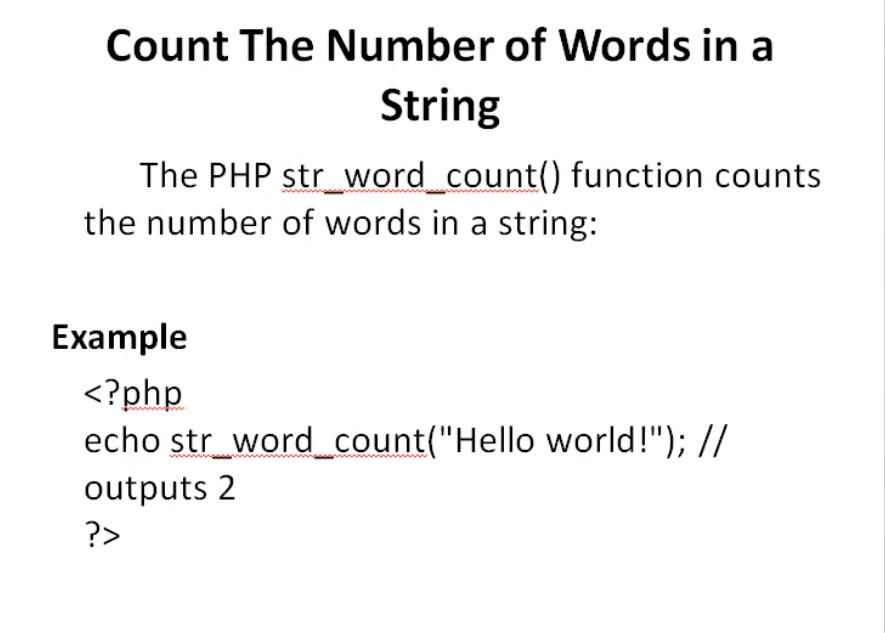 Count The Number of Words in a
String
The PHP str_word_count() function counts
the number of words in a string:
Example
<?php
echo str_word_count("Hello world!"); //
outputs 2
?>